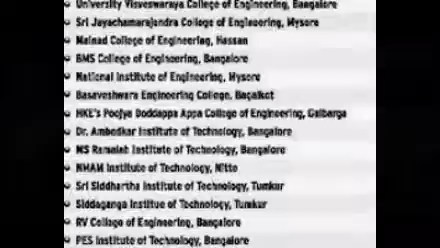 University Visveswaraya College of Engineering, Bangalore
Sri Jayachamarajendra College of Engineering, Mysore
Malnad College of Engineering, Hassan
BMS College of Engineering, Bangalore
National Institute of Engineering, Mysore
Basaveshwara Engineering College, Bagalkot
HKE's Poojya Doddappa Appa College of Engineering, Gulbarga
Dr. Ambedkar Institute of Technology, Bangalore
MS Ramaiah Institute of Technology, Bangalore
NMAM Institute of Technology, Nitte
Sri Siddhartha Institute of Technology, Tumkur
Siddaganga Institue of Technology, Tumkur
RV College of Engineering, Bangalore
PES Institute of Technology, Bangalore